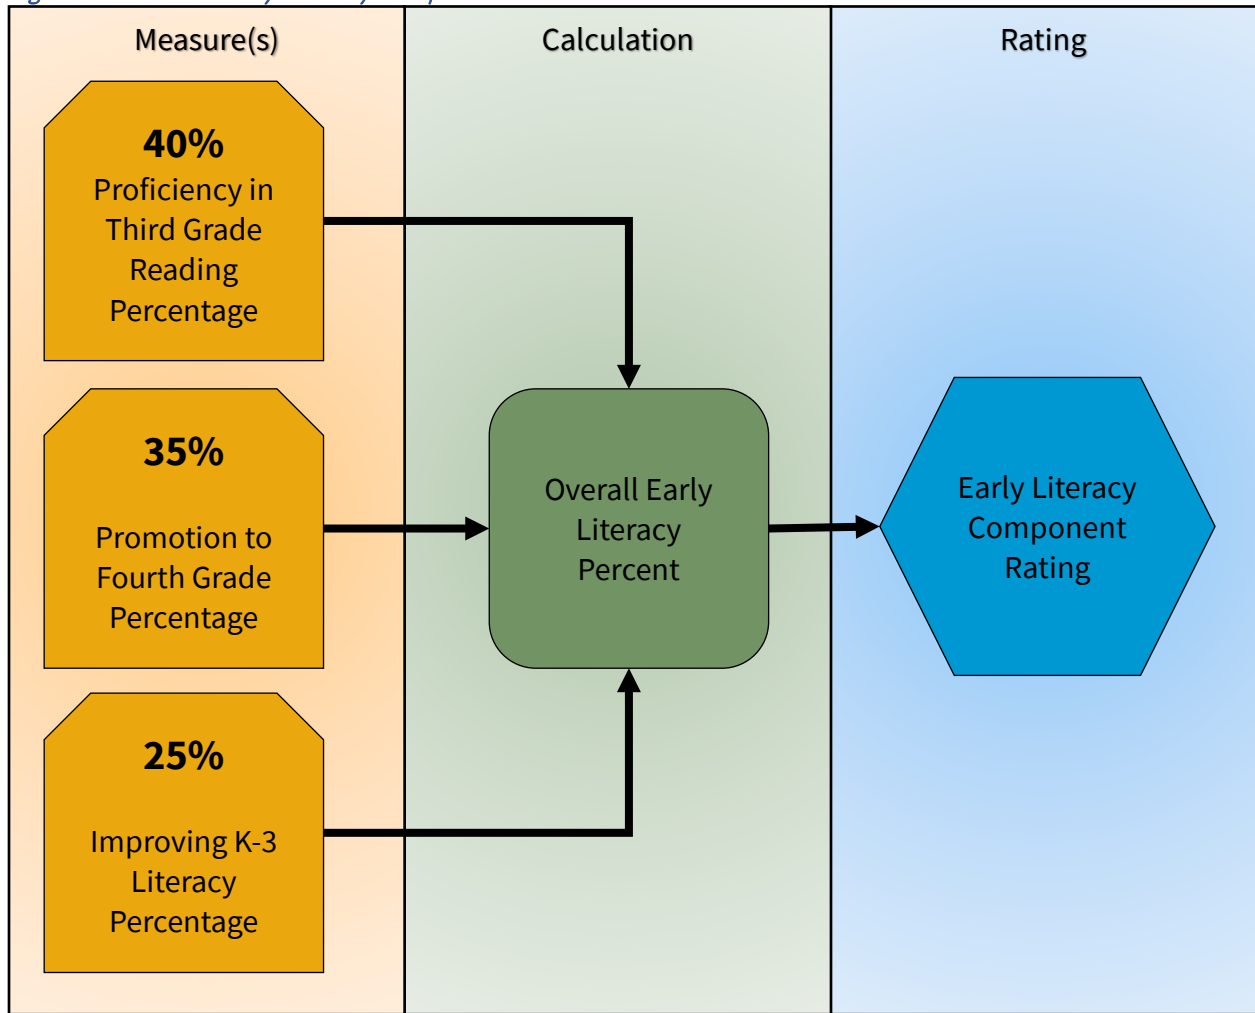 Measure(s)
Calculation
Rating
40%
Proficiency in
Third Grade
Reading
Percentage
35%
Promotion to
Fourth Grade
Percentage
25%
Improving K-3
Literacy
Percentage
Overall Early
Literacy
Percent
Early Literacy
Component
Rating